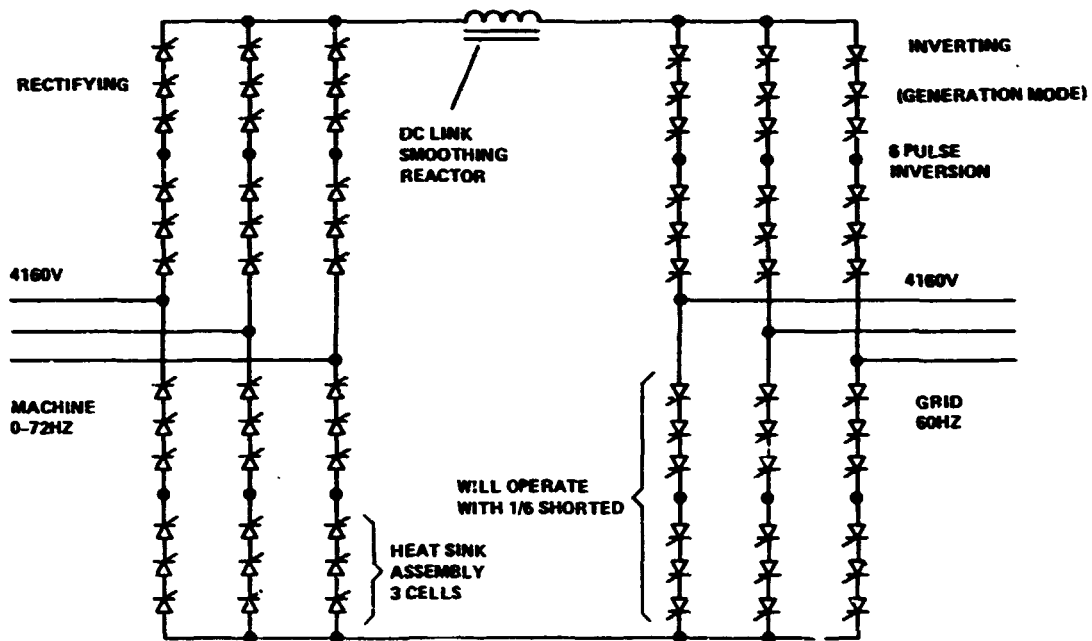 RECTIFYING
DC LINK
SMOOTHING
REACTOR
INVERTING
(GENERATION MODE)
6 PULSE
INVERSION
4160V
4160V
MACHINE
0-72HZ
GRID
60HZ
WILL OPERATE
WITH 1/6 SHORTED
HEAT SINK
ASSEMBLY
3 CELLS